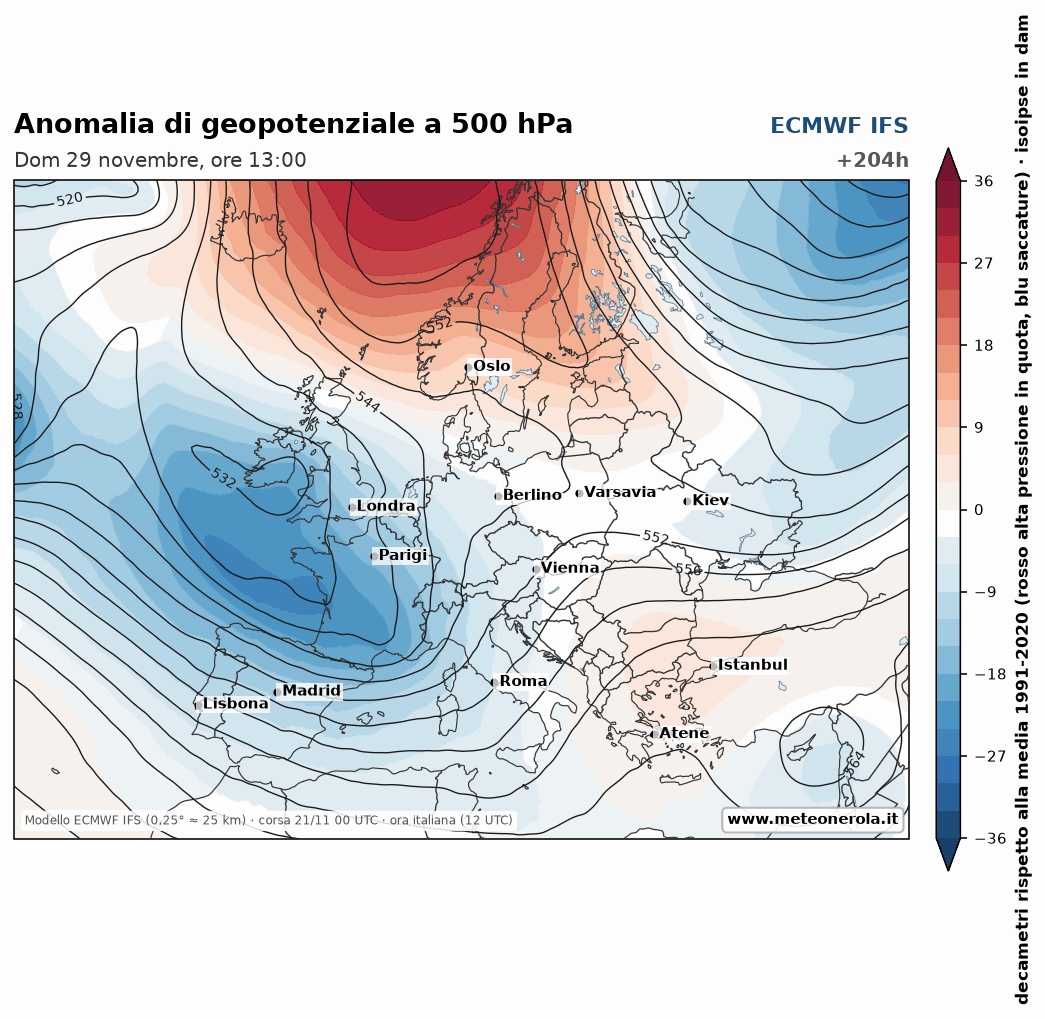 Anomalia di geopotenziale a 500 hPa
ECMWF IFS
Dom 29 novembre, ore 13:00
+204h
520
552
Oslo
544
528
532
Londra
Berlino
Varsavia
Kiev
Parigi
552
556
Vienna
Istanbul
Roma
Madrid
Lisbona
Atene
564
Modello ECMWF IFS (0,25° ≈ 25 km) · corsa 21/11 00 UTC · ora italiana (12 UTC)
www.meteonerola.it
36
27
18
9
0
−9
−18
−27
−36
decametri rispetto alla media 1991-2020 (rosso alta pressione in quota, blu saccature) · isoipse in dam